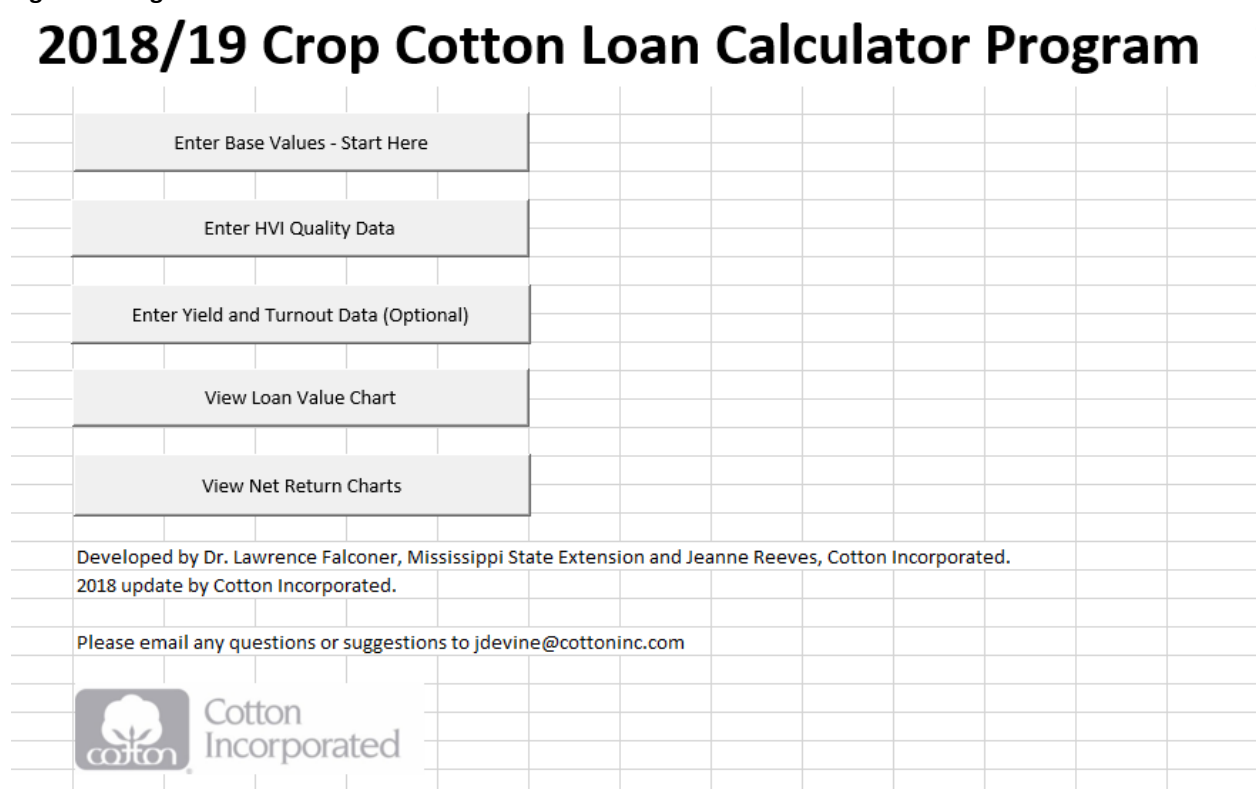 2018/19 Crop Cotton Loan Calculator Program
Enter Base Values - Start Here
Enter HVI Quality Data
Enter Yield and Turnout Data (Optional)
View Loan Value Chart
View Net Return Charts
Developed by Dr. Lawrence Falconer, Mississippi State Extension and Jeanne Reeves, Cotton Incorporated.
2018 update by Cotton Incorporated.
Please email any questions or suggestions to jdevine@cottoninc.com
cotton
Cotton
Incorporated